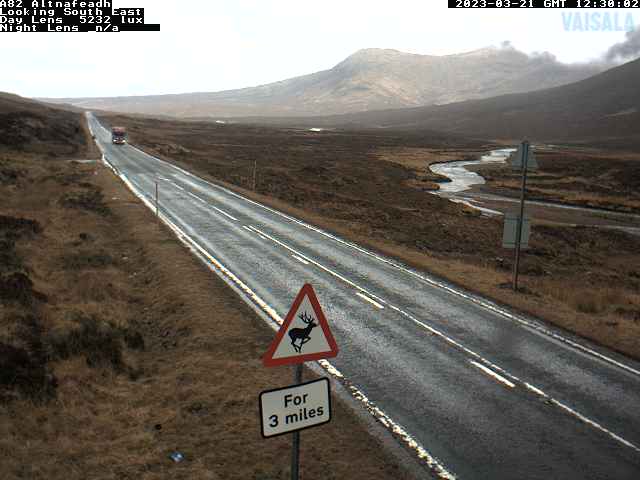 A82 Altnafeadh
Looking South East
Day Lens  5232 lux
Night Lens  n/a
2023-03-21 GMT 12:30:02
VAISALA
For
3 miles